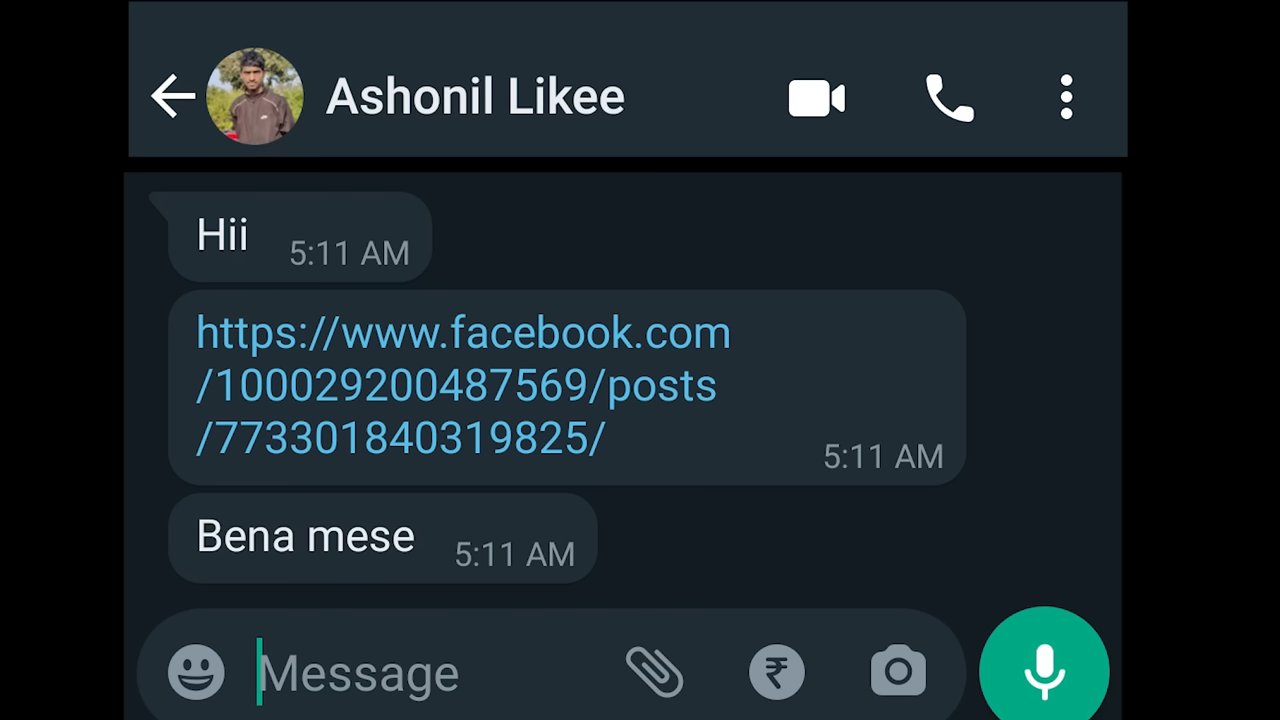 Ashonil Likee
Hii
5:11 AM
https://www.facebook.com
/100029200487569/posts
/773301840319825/
5:11 AM
Bena mese
5:11 AM
Message